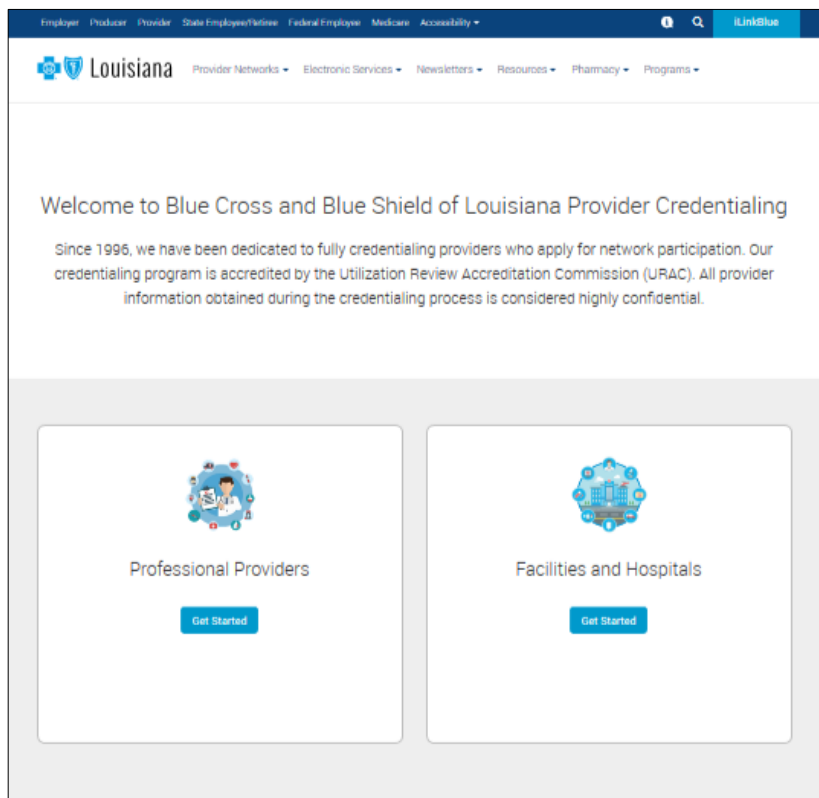 Employer Producer Provider State Employee/Retiree Federal Employee Medicare Accessibility iLinkBlue
Louisiana Provider Networks Electronic Services Newsletters Resources Pharmacy Programs
Welcome to Blue Cross and Blue Shield of Louisiana Provider Credentialing
Since 1996, we have been dedicated to fully credentialing providers who apply for network participation. Our
credentialing program is accredited by the Utilization Review Accreditation Commission (URAC). All provider
information obtained during the credentialing process is considered highly confidential.
Professional Providers Facilities and Hospitals
Get Started Get Started